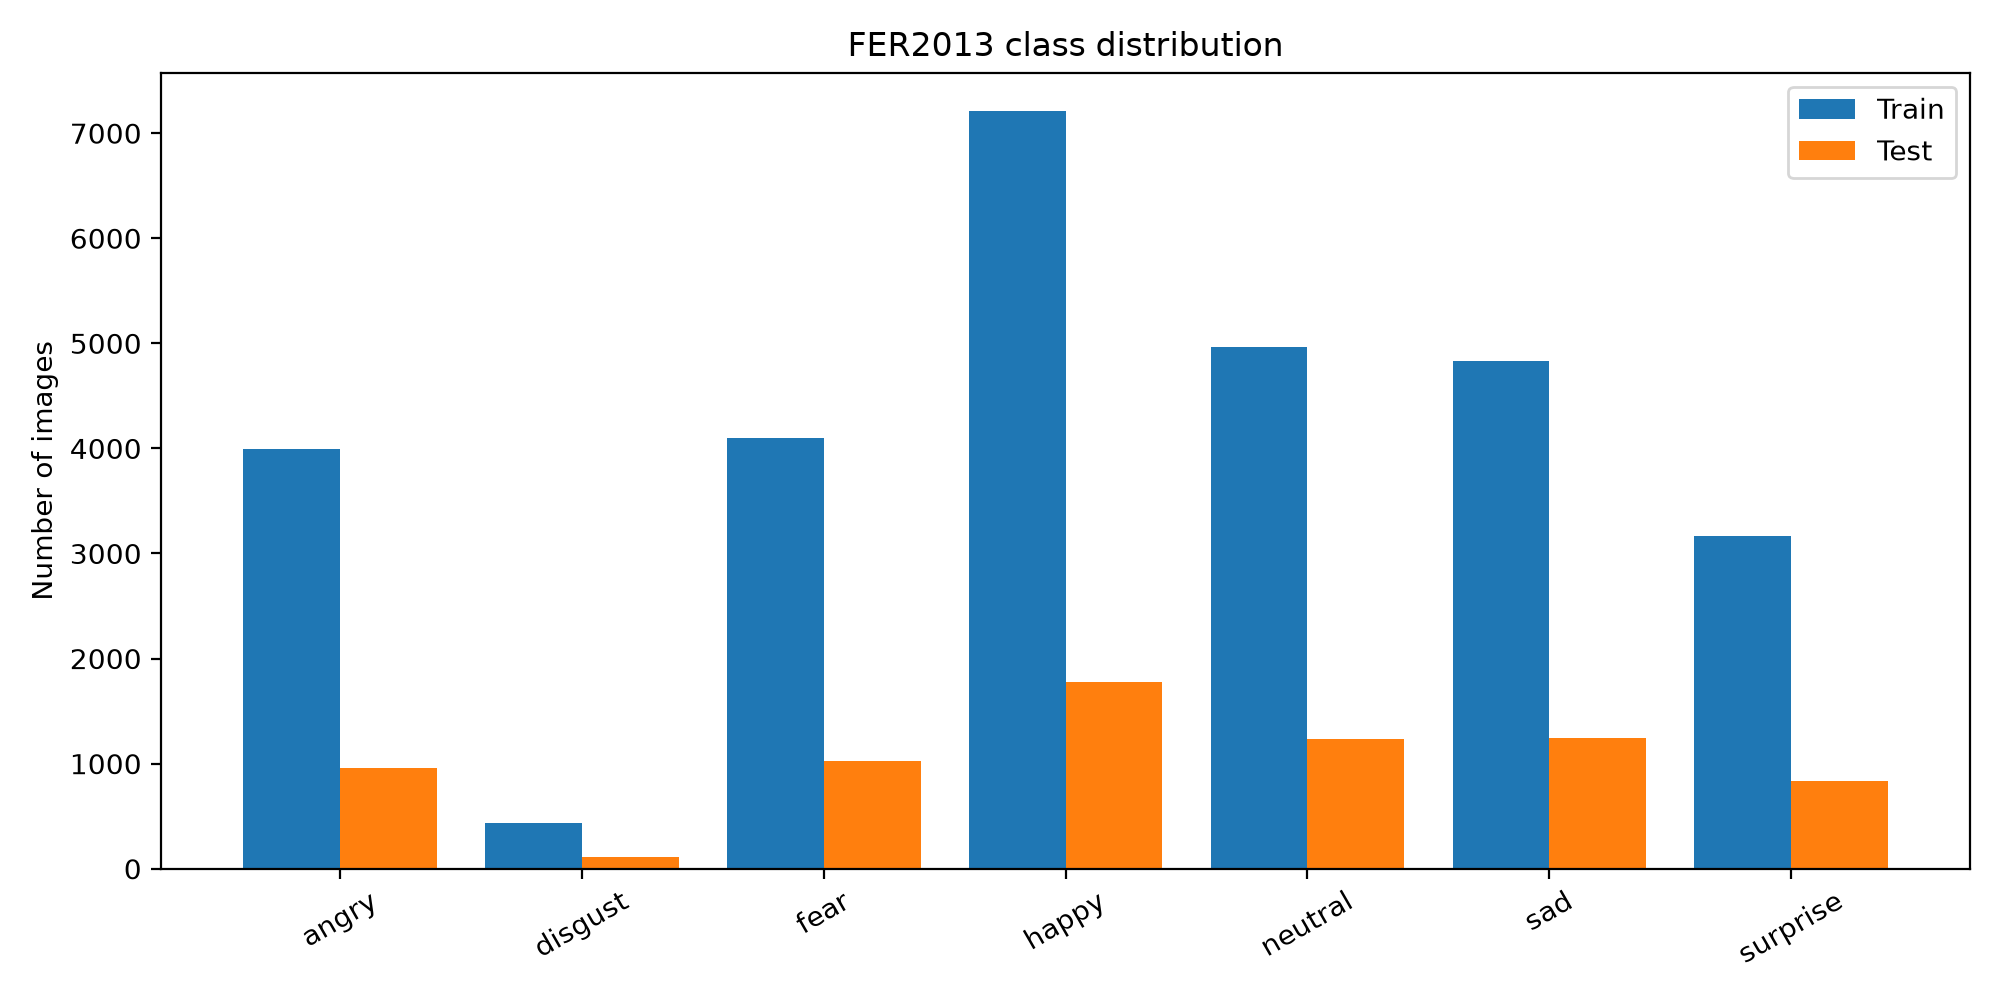 FER2013 class distribution
Train
Test
Number of images
7000
6000
5000
4000
3000
2000
1000
0
angry
disgust
fear
happy
neutral
sad
surprise